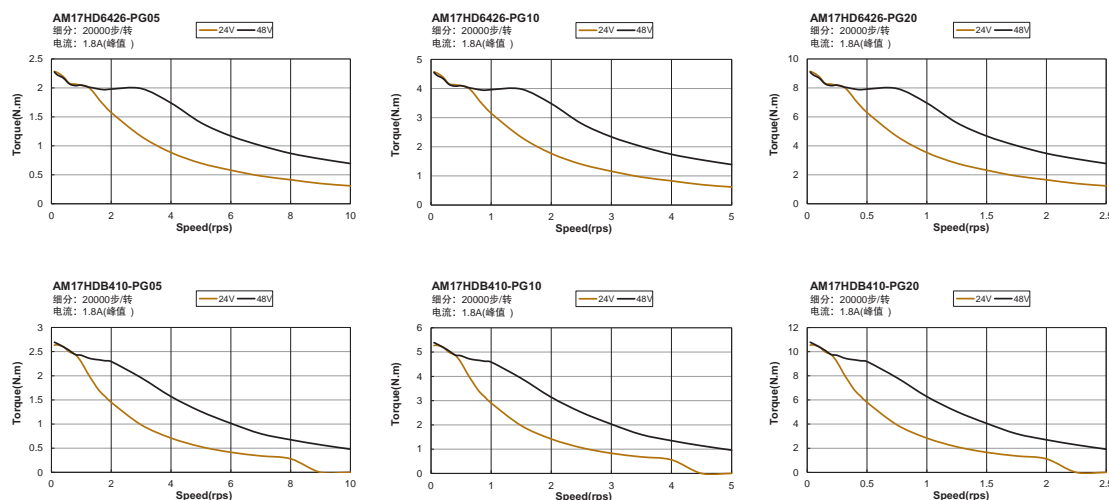 AM17HD6426-PG05
细分：20000步/转
电流：1.8A(峰值 )
24V 48V
2.5
2
1.5
1
0.5
0
Torque(N.m)
0 2 4 6 8 10
Speed(rps)
AM17HD6426-PG10
细分：20000步/转
电流：1.8A(峰值 )
24V 48V
5
4
3
2
1
0
Torque(N.m)
0 1 2 3 4 5
Speed(rps)
AM17HD6426-PG20
细分：20000步/转
电流：1.8A(峰值 )
24V 48V
10
8
6
4
2
0
Torque(N.m)
0 0.5 1 1.5 2 2.5
Speed(rps)
AM17HDB410-PG05
细分：20000步/转
电流：1.8A(峰值 )
24V 48V
3
2.5
2
1.5
1
0.5
0
Torque(N.m)
0 2 4 6 8 10
Speed(rps)
AM17HDB410-PG10
细分：20000步/转
电流：1.8A(峰值 )
24V 48V
6
5
4
3
2
1
0
Torque(N.m)
0 1 2 3 4 5
Speed(rps)
AM17HDB410-PG20
细分：20000步/转
电流：1.8A(峰值 )
24V 48V
12
10
8
6
4
2
0
Torque(N.m)
0 0.5 1 1.5 2 2.5
Speed(rps)